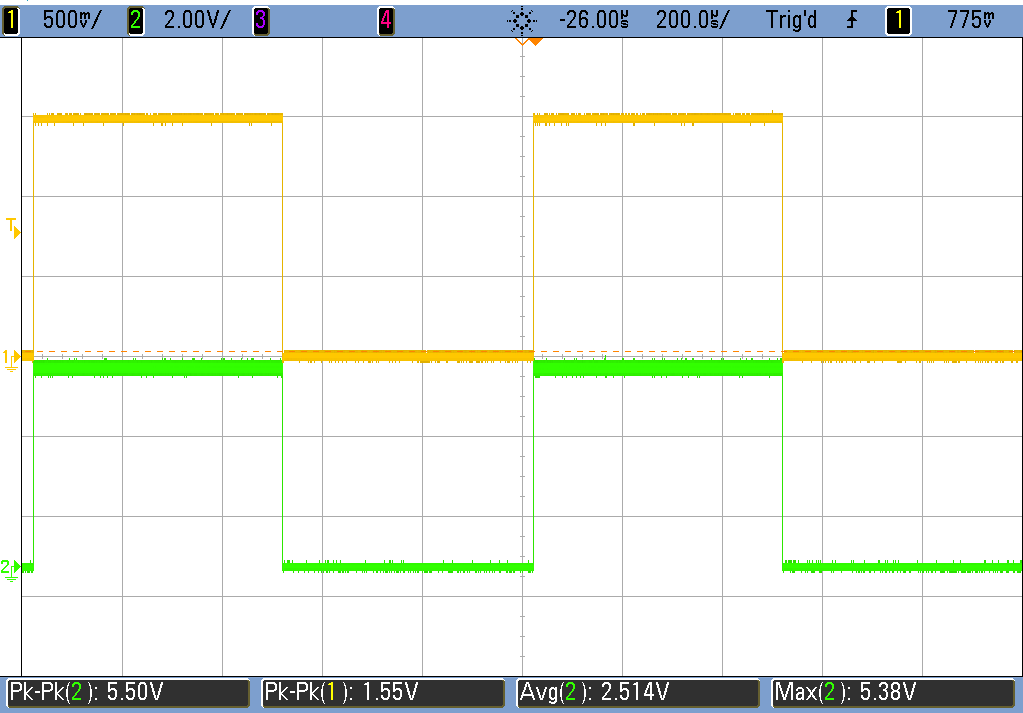 1 500mV/ 2 2.00V/ 3 4 -26.00µs 200.0µs/ Trig'd 1 775mV
T
1
2
Pk-Pk(2): 5.50V Pk-Pk(1): 1.55V Avg(2): 2.514V Max(2): 5.38V